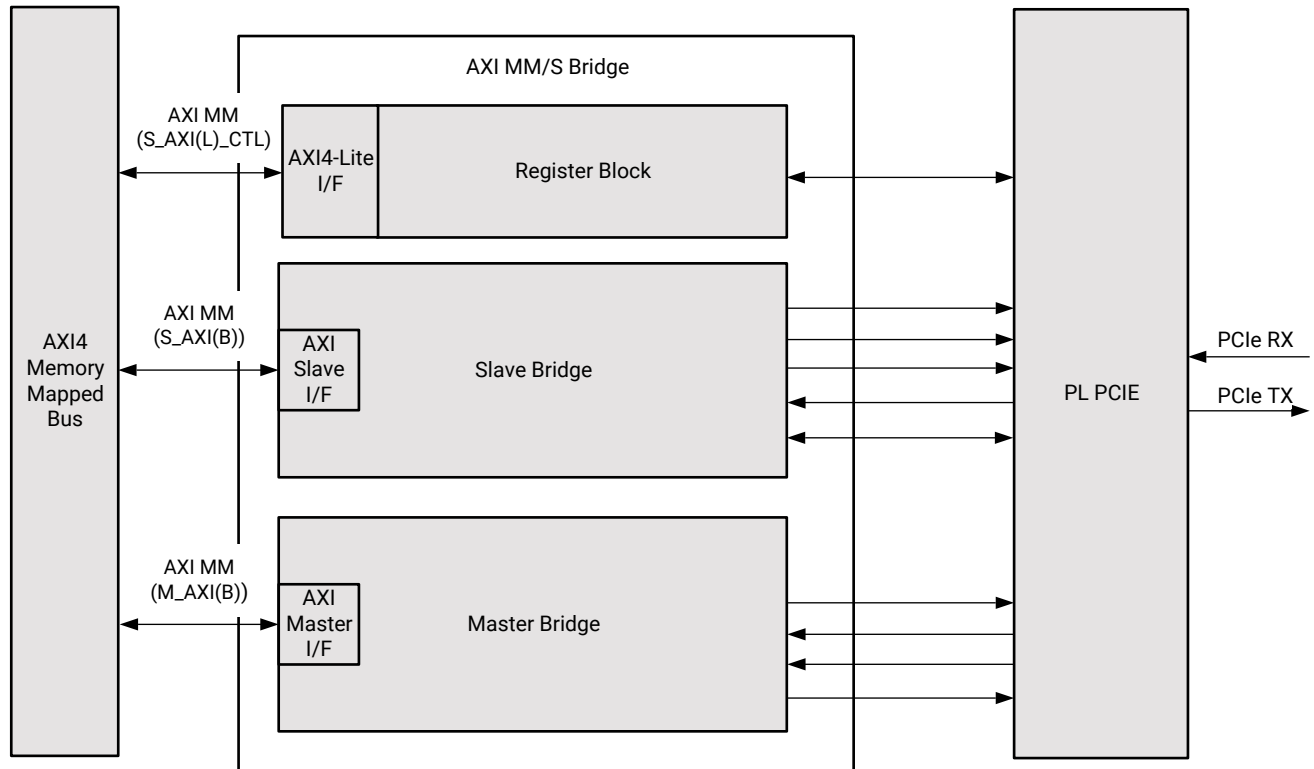 AXI MM/S Bridge
AXI MM
(S_AXI(L)_CTL)
AXI4-Lite
I/F
Register Block
AXI MM
(S_AXI(B))
AXI
Slave
I/F
Slave Bridge
AXI4
Memory
Mapped
Bus
PL PCIE
PCIe RX
PCIe TX
AXI MM
(M_AXI(B))
AXI
Master
I/F
Master Bridge